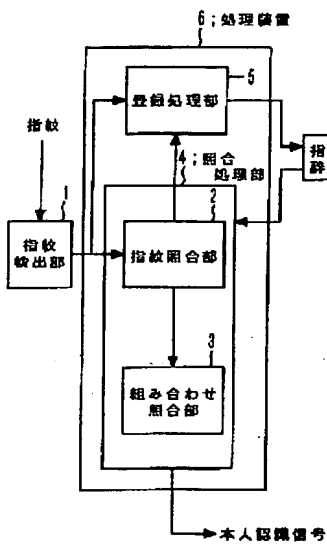 6;処理装置
5
登録処理部
指紋
4;照合
処理部
指
辞
1
2
指紋
検出部
指紋照合部
3
組み合わせ
照合部
本人認識信号